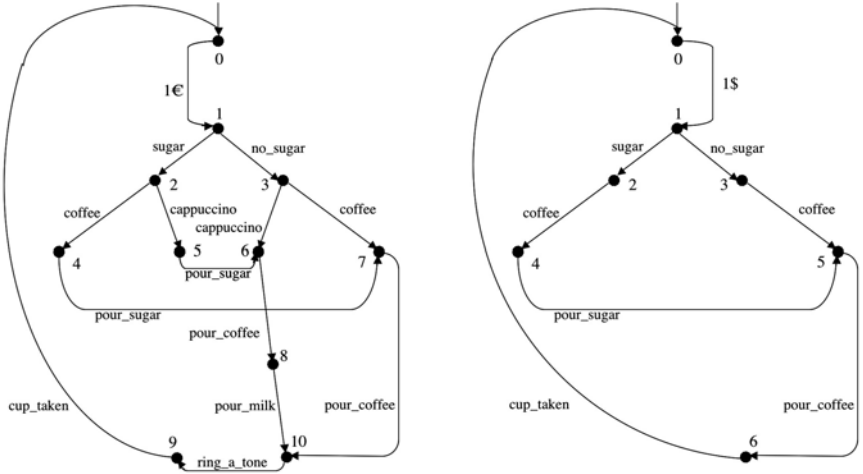 0
0
1€
1$
1
1
sugar
no_sugar
sugar
no_sugar
2
3
2
3
coffee
cappuccino
coffee
coffee
coffee
cappuccino
4
5
6
7
4
5
pour_sugar
pour_sugar
pour_sugar
pour_coffee
8
cup_taken
pour_milk
pour_coffee
cup_taken
pour_coffee
9
10
6
ring_a_tone